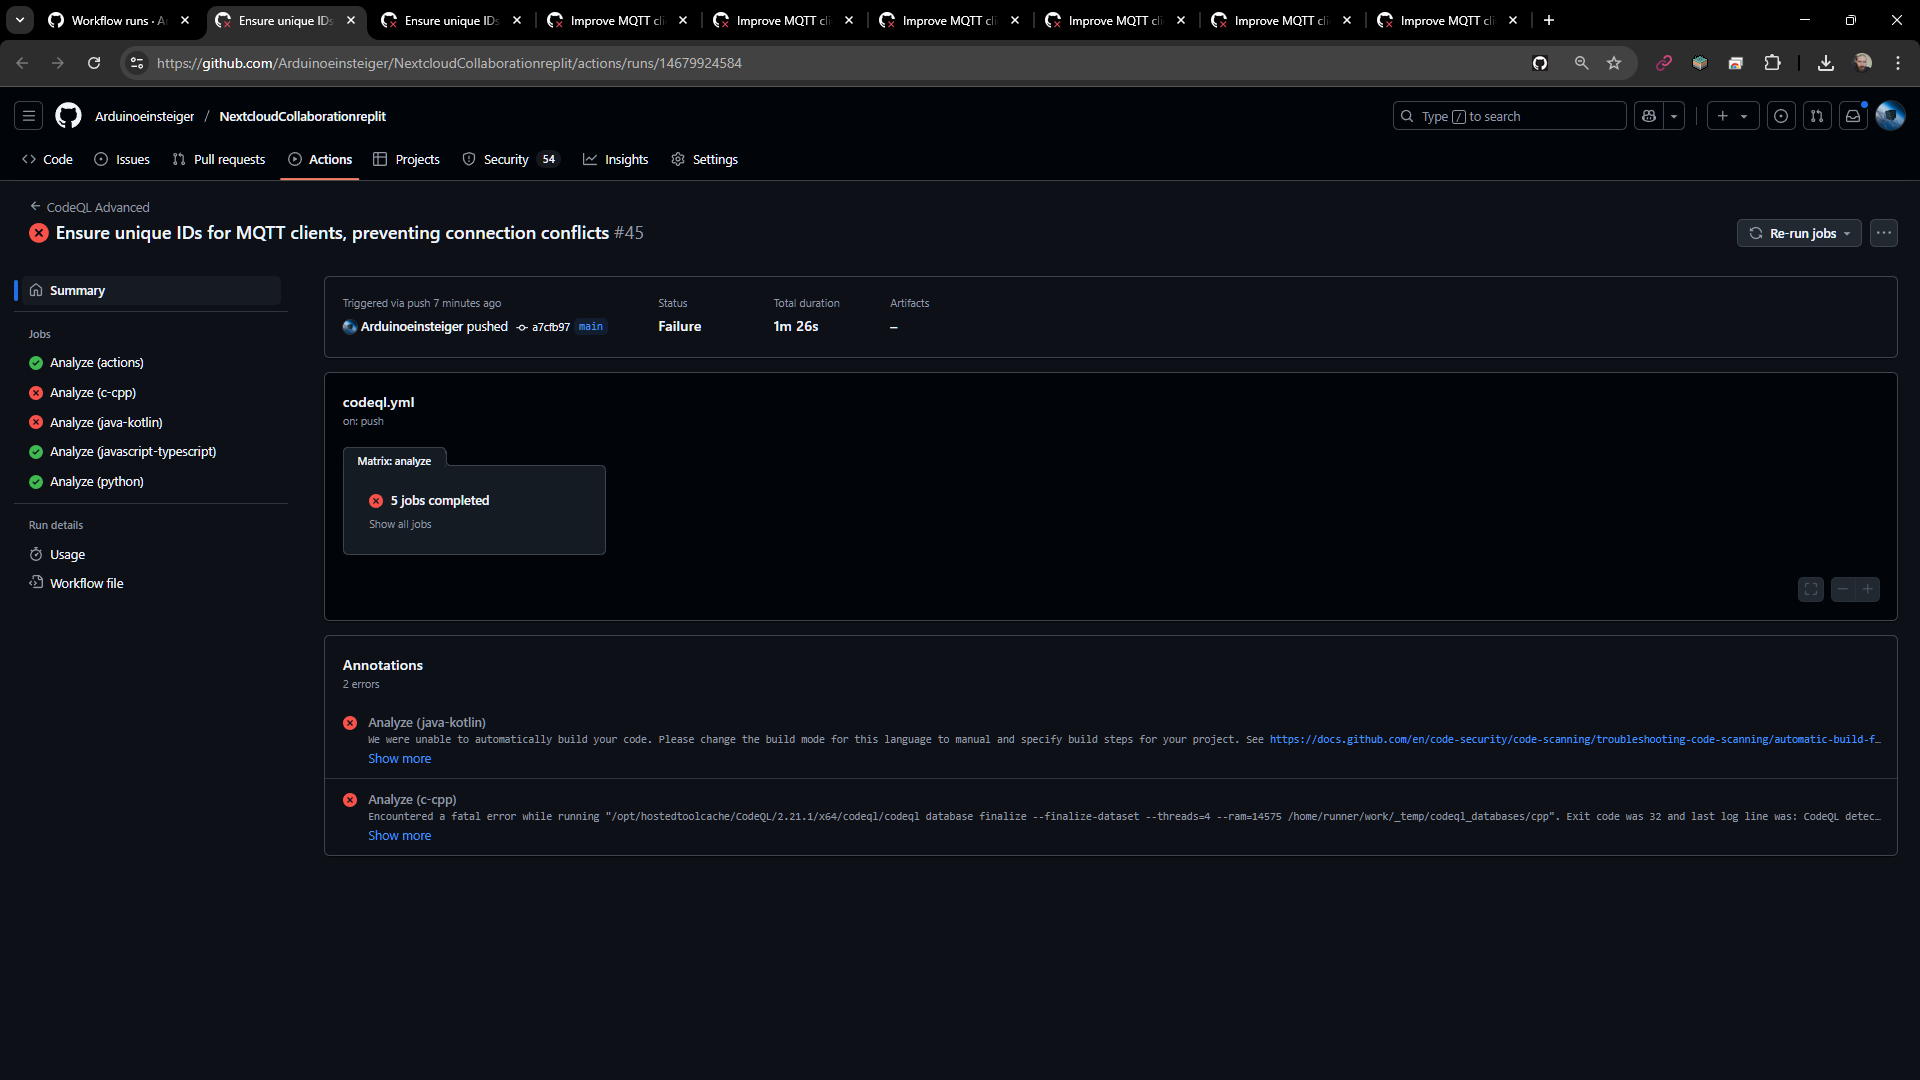 Workflow runs · A
Ensure unique IDs
Ensure unique IDs
Improve MQTT cli
Improve MQTT cli
Improve MQTT cli
Improve MQTT cli
Improve MQTT cli
Improve MQTT cli
https://github.com/Arduinoeinsteiger/NextcloudCollaborationreplit/actions/runs/14679924584
Arduinoeinsteiger / NextcloudCollaborationreplit
Type / to search
Code
Issues
Pull requests
Actions
Projects
Security 54
Insights
Settings
CodeQL Advanced
Ensure unique IDs for MQTT clients, preventing connection conflicts #45
Re-run jobs
Summary
Jobs
Analyze (actions)
Analyze (c-cpp)
Analyze (java-kotlin)
Analyze (javascript-typescript)
Analyze (python)
Run details
Usage
Workflow file
Triggered via push 7 minutes ago
Arduinoeinsteiger pushed a7cfb97 main
Status
Failure
Total duration
1m 26s
Artifacts
–
codeql.yml
on: push
Matrix: analyze
5 jobs completed
Show all jobs
Annotations
2 errors
Analyze (java-kotlin)
We were unable to automatically build your code. Please change the build mode for this language to manual and specify build steps for your project. See https://docs.github.com/en/code-security/code-scanning/troubleshooting-code-scanning/automatic-build-f…
Show more
Analyze (c-cpp)
Encountered a fatal error while running "/opt/hostedtoolcache/CodeQL/2.21.1/x64/codeql/codeql database finalize --finalize-dataset --threads=4 --ram=14575 /home/runner/work/_temp/codeql_databases/cpp". Exit code was 32 and last log line was: CodeQL detec…
Show more